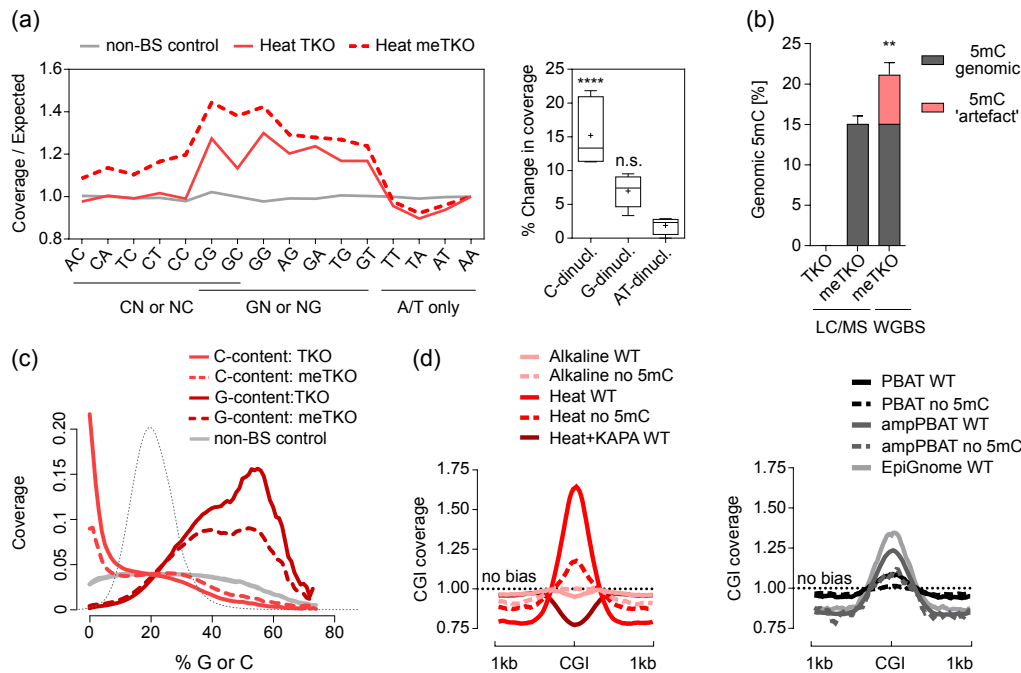 (a)
non-BS control
Heat TKO
Heat meTKO
Coverage / Expected
1.6
1.4
1.2
1.0
0.8
AC
CA
TC
CT
CC
CG
GC
GG
AG
GA
TG
GT
TT
TA
AT
AA
CN or NC
GN or NG
A/T only
% Change in coverage
25
20
15
10
5
0
****
n.s.
C-dinucl.
G-dinucl.
AT-dinucl.
(b)
Genomic 5mC [%]
25
20
15
10
5
0
**
5mC
genomic
5mC
'artefact'
TKO
meTKO
meTKO
LC/MS
WGBS
(c)
C-content: TKO
C-content: meTKO
G-content:TKO
G-content: meTKO
non-BS control
Coverage
0.20
0.15
0.1
0.05
0
0
20
40
60
80
% G or C
(d)
Alkaline WT
Alkaline no 5mC
Heat WT
Heat no 5mC
Heat+KAPA WT
CGI coverage
1.75
1.50
1.25
1.00
0.75
no bias
1kb
CGI
1kb
PBAT WT
PBAT no 5mC
ampPBAT WT
ampPBAT no 5mC
EpiGnome WT
CGI coverage
1.75
1.50
1.25
1.00
0.75
no bias
1kb
CGI
1kb